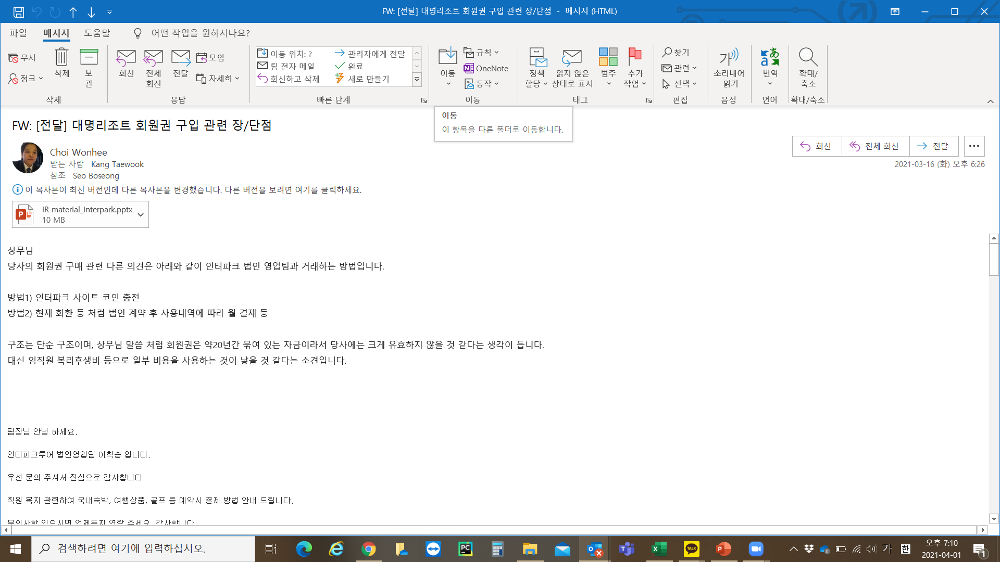 FW: [전달] 대명리조트 회원권 구입 관련 장/단점 - 메시지 (HTML)
파일 메시지 도움말 어떤 작업을 원하시나요?
무시
정크
삭제
보관
삭제
회신
전체 회신
전달
모임
자세히
응답
이동 위치: ?
관리자에게 전달
팀 전자 메일
완료
회신하고 삭제
새로 만들기
빠른 단계
이동
규칙
OneNote
동작
이동
정책 할당
읽지 않은 상태로 표시
범주
추가 작업
태그
찾기
관련
선택
편집
가
소리내어 읽기
음성
번역
언어
확대/축소
확대/축소
이동
이 항목을 다른 폴더로 이동합니다.
FW: [전달] 대명리조트 회원권 구입 관련 장/단점
Choi Wonhee
받는 사람 Kang Taewook
참조 Seo Boseong
회신 전체 회신 전달
2021-03-16 (화) 오후 6:26
이 복사본이 최신 버전인데 다른 복사본을 변경했습니다. 다른 버전을 보려면 여기를 클릭하세요.
IR material_Interpark.pptx
10 MB
상무님
당사의 회원권 구매 관련 다른 의견은 아래와 같이 인터파크 법인 영업팀과 거래하는 방법입니다.
방법1) 인터파크 사이트 코인 충전
방법2) 현재 화환 등 처럼 법인 계약 후 사용내역에 따라 월 결제 등
구조는 단순 구조이며, 상무님 말씀 처럼 회원권은 약20년간 묶여 있는 자금이라서 당사에는 크게 유효하지 않을 것 같다는 생각이 듭니다.
대신 임직원 복리후생비 등으로 일부 비용을 사용하는 것이 낳을 것 같다는 소견입니다.
팀장님 안녕 하세요.
인터파크투어 법인영업팀 이학승 입니다.
우선 문의 주셔서 진심으로 감사합니다.
직원 복지 관련하여 국내숙박, 여행상품, 골프 등 예약시 결제 방법 안내 드립니다.
문의사항 있으시면 언제든지 연락 주세요. 감사합니다.
검색하려면 여기에 입력하십시오.
가 한
오후 7:10
2021-04-01
1